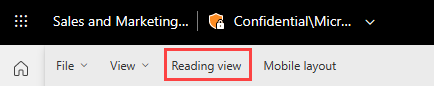 Sales and Marketing... Confidential\Micr...
File View Reading view Mobile layout